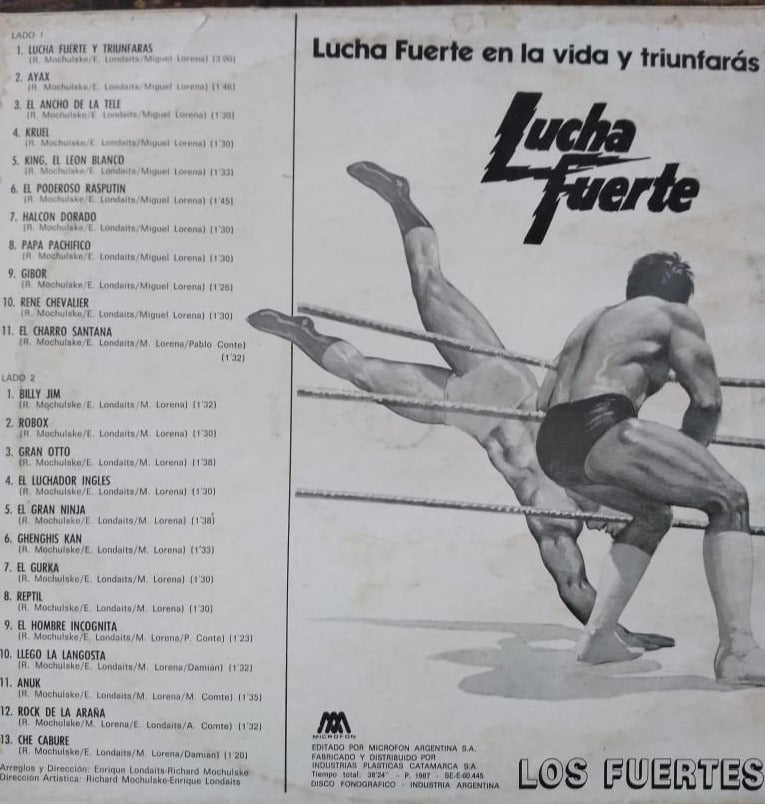 LADO 1
1. LUCHA FUERTE Y TRIUNFARAS
(R. Mochulske/E. Londaits/Miguel Lorena) (3'00)
2. AYAX
(R. Mochulske/E. Londaits/Miguel Lorena) (1'46)
3. EL ANCHO DE LA TELE
(R. Mochulske/E. Londaits/Miguel Lorena) (1'39)
4. KRUEL
(R. Mochulske/E. Londaits/Miguel Lorena) (1'30)
5. KING, EL LEON BLANCO
(R. Mochulske/E. Londaits/Miguel Lorena) (1'33)
6. EL PODEROSO RASPUTIN
(R. Mochulske/E. Londaits/Miguel Lorena) (1'45)
7. HALCON DORADO
(R. Mochulske/E. Londaits/Miguel Lorena) (1'30)
8. PAPA PACHIFICO
(R. Mochulske/E. Londaits/Miguel Lorena) (1'30)
9. GIBOR
(R. Mochulske/E. Londaits/Miguel Lorena) (1'26)
10. RENE CHEVALIER
(R. Mochulske/E. Londaits/Miguel Lorena) (1'30)
11. EL CHARRO SANTANA
(R. Mochulske/E. Londaits/M. Lorena/Pablo Conte)
(1'32)
LADO 2
1. BILLY JIM
(R. Mochulske/E. Londaits/M. Lorena) (1'32)
2. ROBOX
(R. Mochulske/E. Londaits/M. Lorena) (1'30)
3. GRAN OTTO
(R. Mochulske/E. Londaits/M. Lorena) (1'38)
4. EL LUCHADOR INGLES
(R. Mochulske/E. Londaits/M. Lorena) (1'30)
5. EL GRAN NINJA
(R. Mochulske/E. Londaits/M. Lorena) (1'38)
6. GHENGHIS KAN
(R. Mochulske/E. Londaits/M. Lorena) (1'33)
7. EL GURKA
(R. Mochulske/E. Londaits/M. Lorena) (1'30)
8. REPTIL
(R. Mochulske/E. Londaits/M. Lorena) (1'30)
9. EL HOMBRE INCOGNITA
(R. Mochulske/E. Londaits/M. Lorena/P. Conte) (1'23)
10. LLEGO LA LANGOSTA
(R. Mochulske/E. Londaits/M. Lorena/Damián) (1'32)
11. ANUK
(R. Mochulske/E. Londaits/M. Lorena/M. Comte) (1'35)
12. ROCK DE LA ARAÑA
(R. Mochulske/M. Lorena/E. Londaits/A. Comte) (1'32)
13. CHE CABURE
(R. Mochulske/E. Londaits/M. Lorena/Damián) (1'20)
Arreglos y Dirección: Enrique Londaits-Richard Mochulske
Dirección Artística: Richard Mochulske-Enrique Londaits
Lucha Fuerte en la vida y triunfarás
Lucha
Fuerte
MICROFON
EDITADO POR MICROFON ARGENTINA S.A.
FABRICADO Y DISTRIBUIDO POR
INDUSTRIAS PLASTICAS CATAMARCA S.A.
Tiempo total: 38'24" - P. 1987 - SE-E-60.445
DISCO FONOGRAFICO - INDUSTRIA ARGENTINA
LOS FUERTES